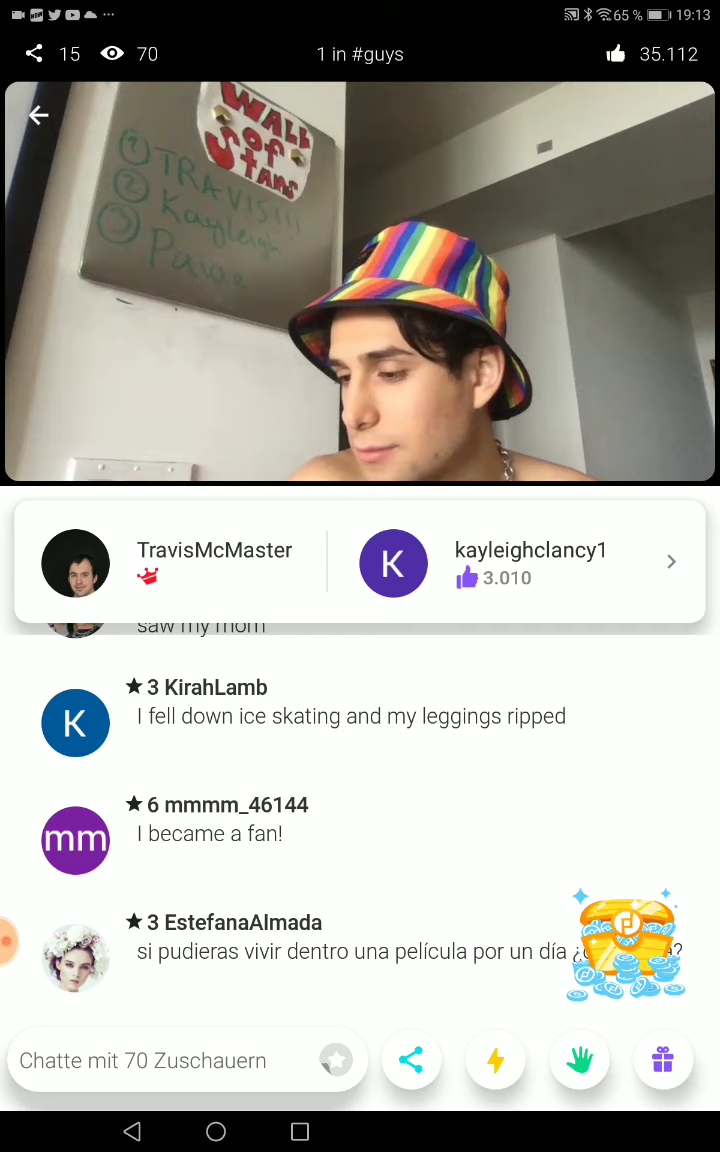 65 %
19:13
15
70
1 in #guys
35.112
WALL
of
Stans
① TRAVIS!!!
② Kayleigh
③ Paige
TravisMcMaster
K
kayleighclancy1
3.010
saw my mom
★ 3 KirahLamb
K
I fell down ice skating and my leggings ripped
★ 6 mmmm_46144
mm
I became a fan!
★ 3 EstefanaAlmada
si pudieras vivir dentro una película por un día
Chatte mit 70 Zuschauern